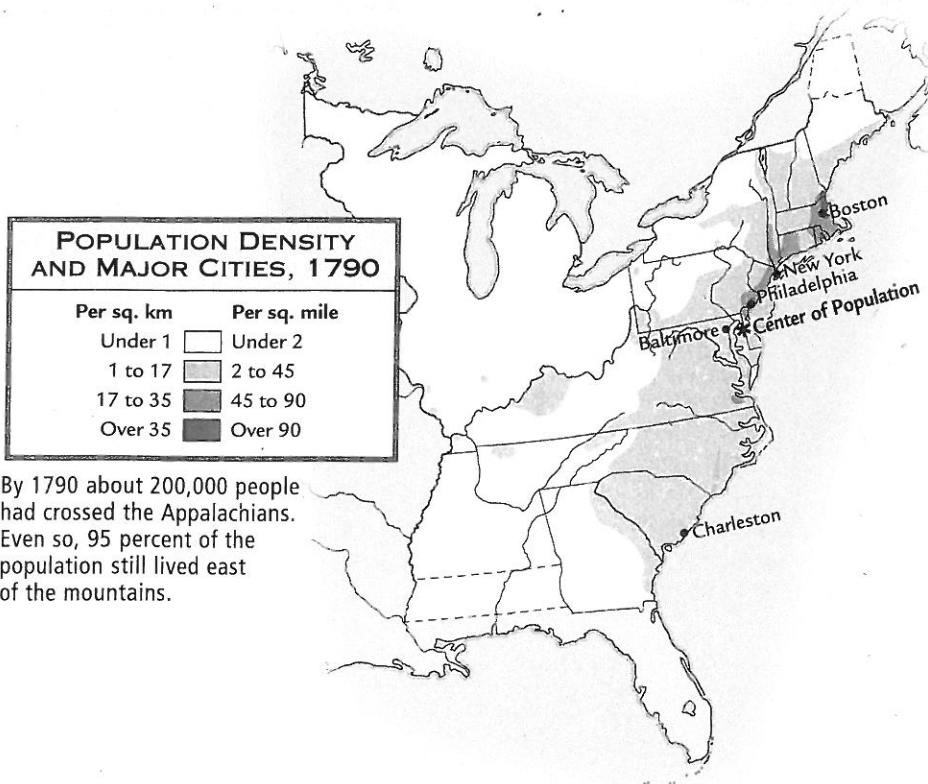 POPULATION DENSITY
AND MAJOR CITIES, 1790
Per sq. km Per sq. mile
Under 1 Under 2
1 to 17 2 to 45
17 to 35 45 to 90
Over 35 Over 90
By 1790 about 200,000 people
had crossed the Appalachians.
Even so, 95 percent of the
population still lived east
of the mountains.
Boston
New York
Philadelphia
Center of Population
Baltimore
Charleston